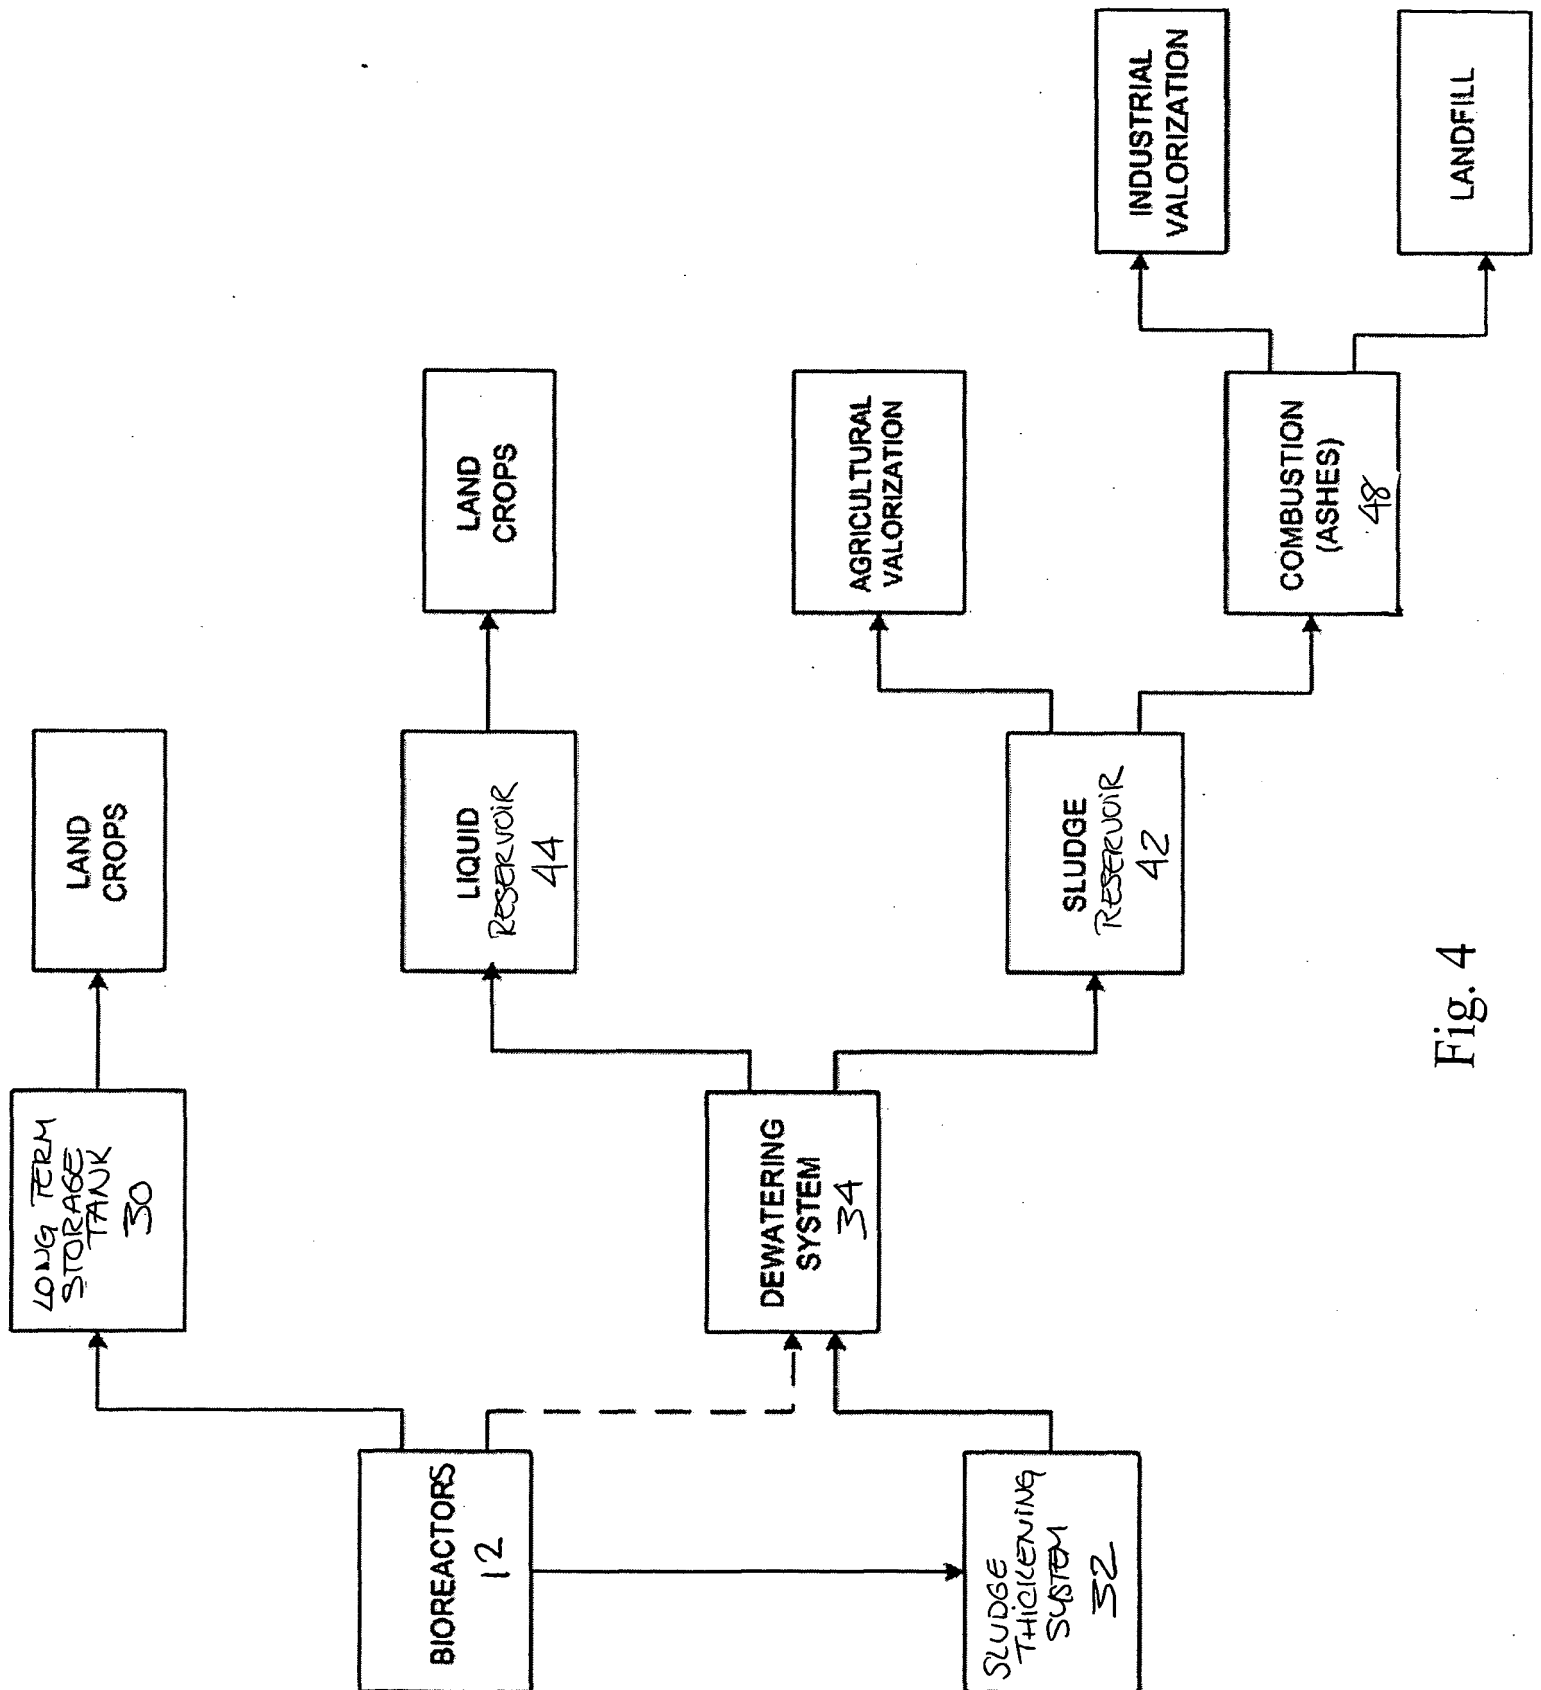 LONG TERM
STORAGE
TANK
30
LAND
CROPS
BIOREACTORS
12
LIQUID
RESERVOIR
44
LAND
CROPS
DEWATERING
SYSTEM
34
AGRICULTURAL
VALORIZATION
SLUDGE
THICKENING
SYSTEM
32
SLUDGE
RESERVOIR
42
COMBUSTION
(ASHES)
48
INDUSTRIAL
VALORIZATION
LANDFILL
Fig. 4